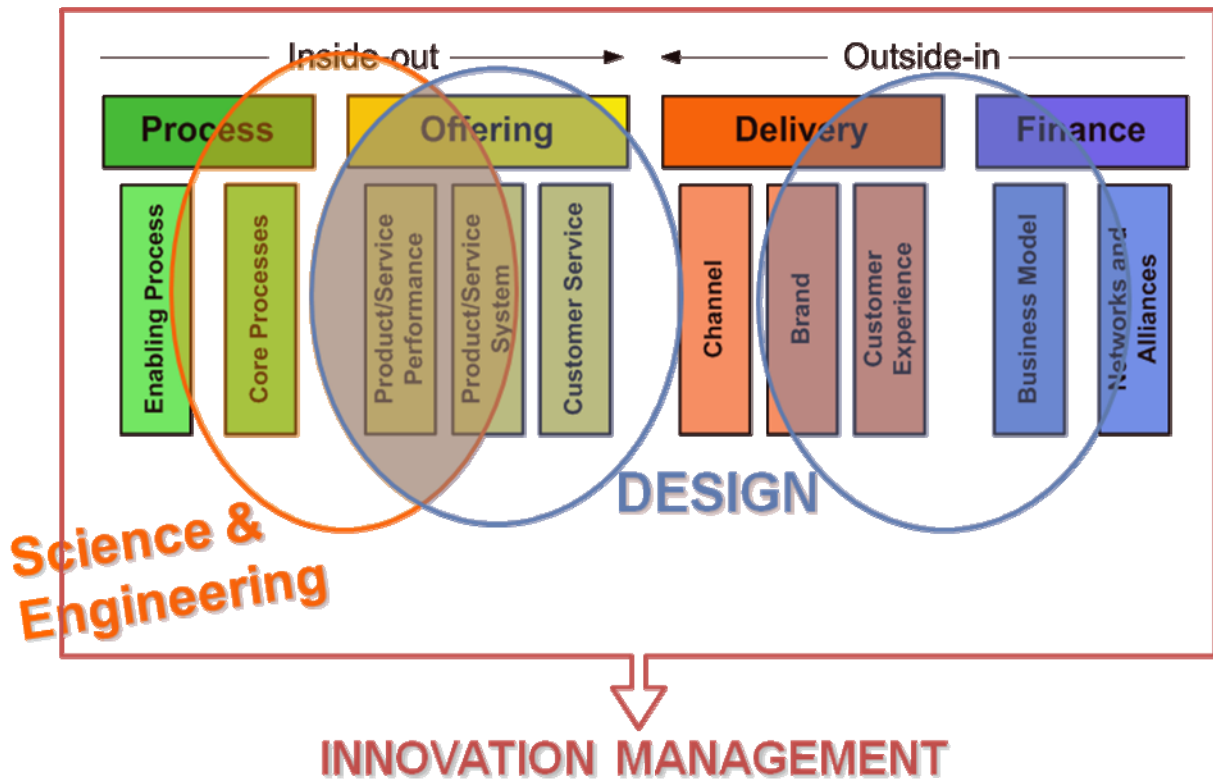 Inside-out
Outside-in
Process
Offering
Delivery
Finance
Enabling Process
Core Processes
Product/Service
Performance
Product/Service
System
Customer Service
Channel
Brand
Customer
Experience
Business Model
Networks and
Alliances
DESIGN
Science &
Engineering
INNOVATION MANAGEMENT